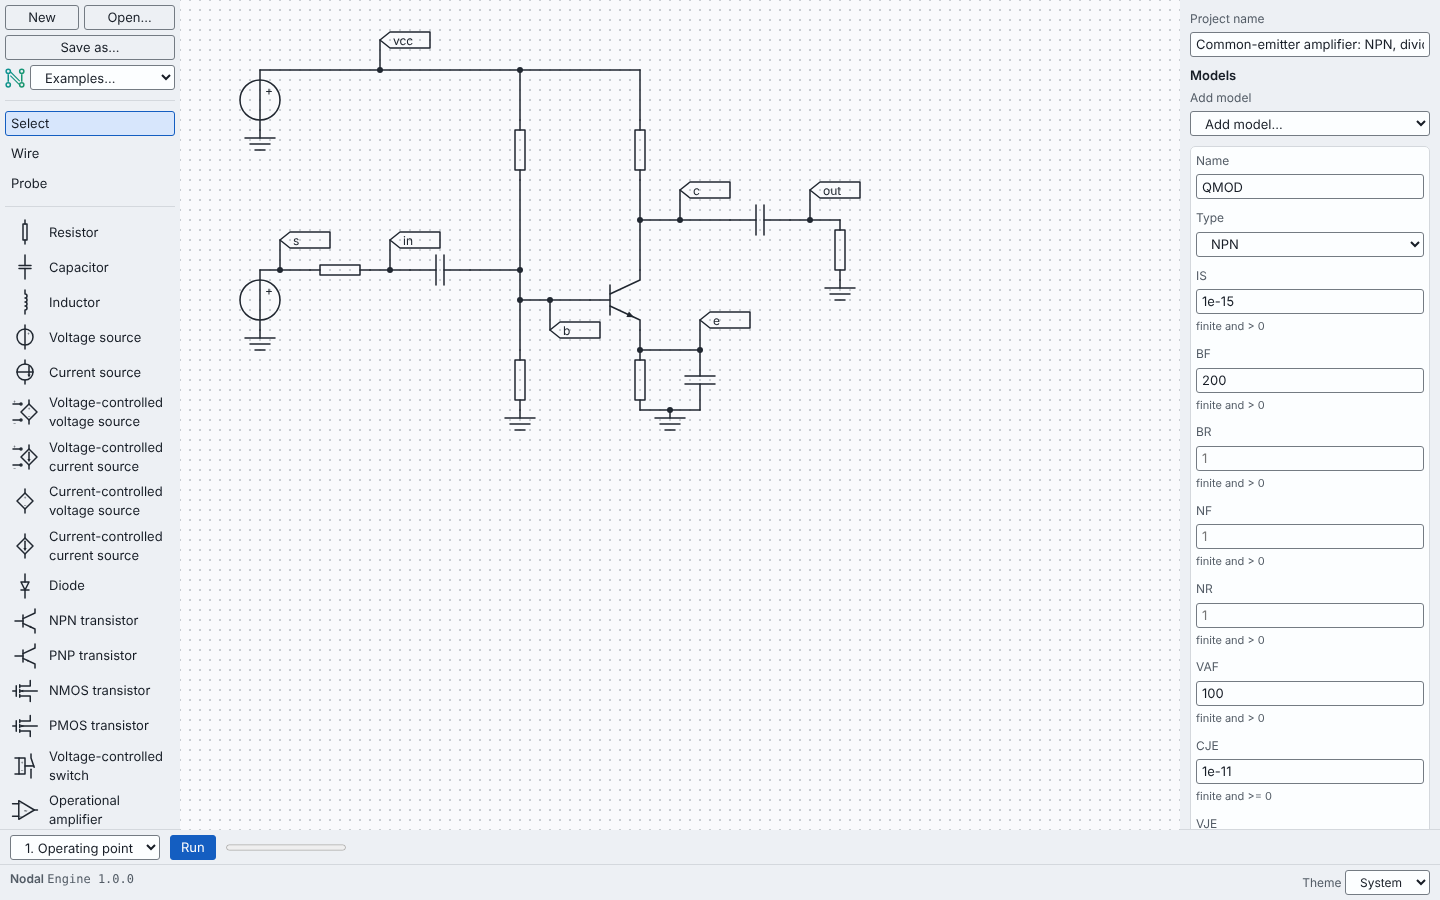 New
Open...
Save as...
Examples...
Select
Wire
Probe
Resistor
Capacitor
Inductor
Voltage source
Current source
Voltage-controlled
voltage source
Voltage-controlled
current source
Current-controlled
voltage source
Current-controlled
current source
Diode
NPN transistor
PNP transistor
NMOS transistor
PMOS transistor
Voltage-controlled
switch
Operational
amplifier
vcc
+
c
out
s
in
+
b
e
Project name
Common-emitter amplifier: NPN,
Models
Add model
Add model...
Name
QMOD
Type
NPN
IS
1e-15
finite and > 0
BF
200
finite and > 0
BR
1
finite and > 0
NF
1
finite and > 0
NR
1
finite and > 0
VAF
100
finite and > 0
CJE
1e-11
finite and >= 0
VJE
1. Operating point
Run
Nodal Engine 1.0.0
Theme
System